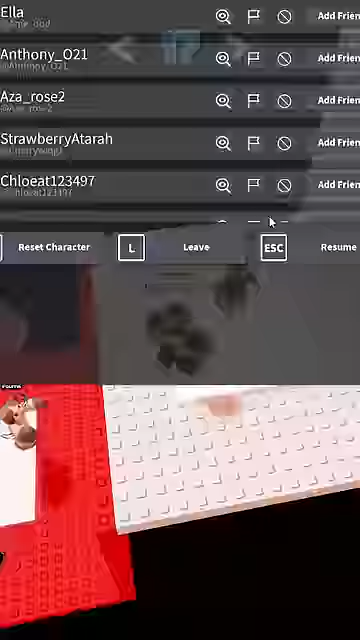 Ella
Add Frien
Anthony_O21
@Anthony_O21
Add Frien
Aza_rose2
@Aza_rose2
Add Frien
StrawberryAtarah
Add Frien
Chloeat123497
@Chloeat123497
Add Frien
Reset Character
L
Leave
ESC
Resume